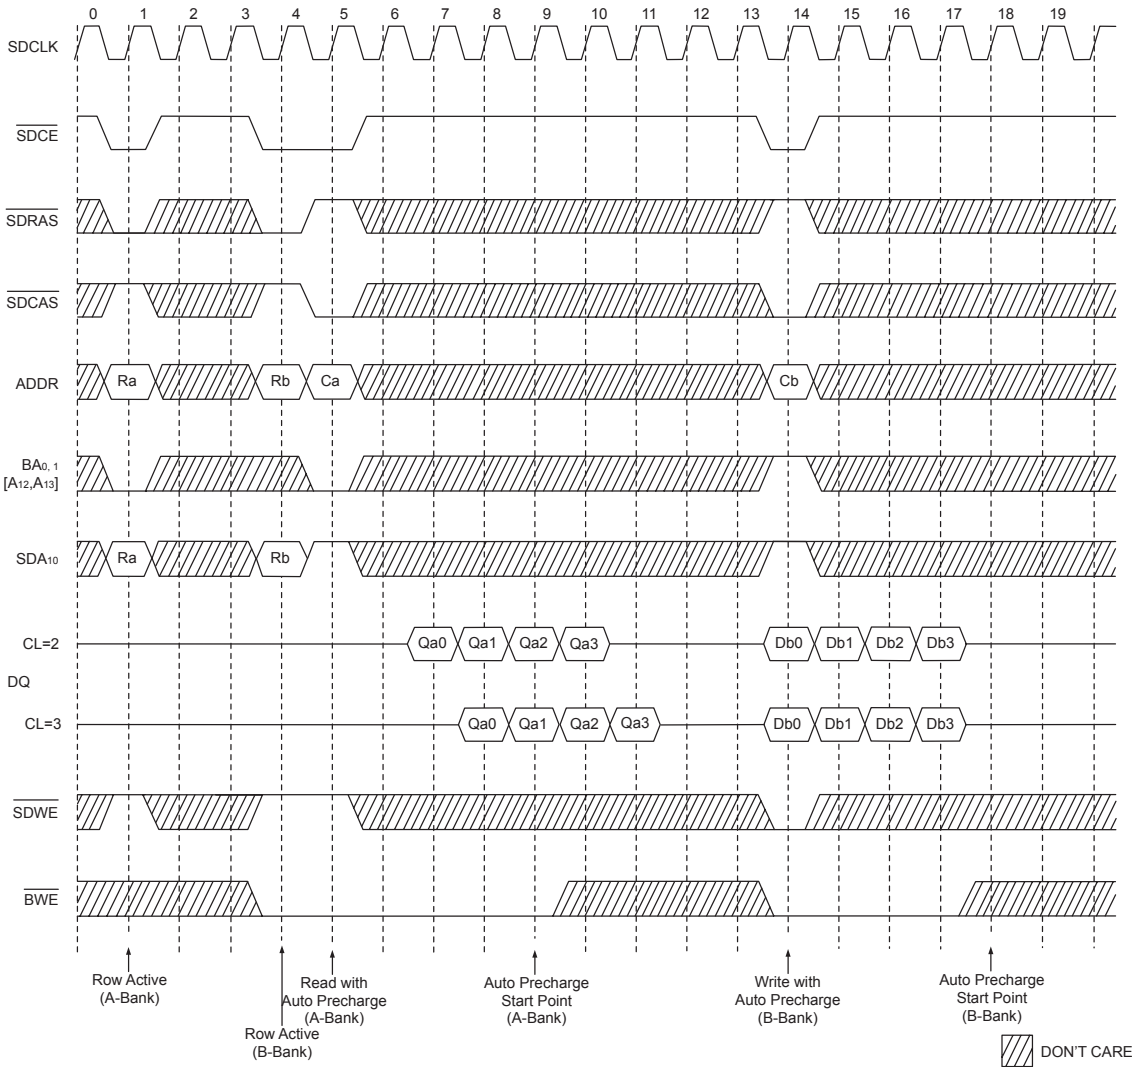 0 1 2 3 4 5 6 7 8 9 10 11 12 13 14 15 16 17 18 19
SDCLK
SDCE
SDRAS
SDCAS
ADDR Ra Rb Ca Cb
BA0, 1
[A12,A13]
SDA10 Ra Rb
CL=2 Qa0 Qa1 Qa2 Qa3 Db0 Db1 Db2 Db3
DQ
CL=3 Qa0 Qa1 Qa2 Qa3 Db0 Db1 Db2 Db3
SDWE
BWE
Row Active
(A-Bank)
Row Active
(B-Bank)
Read with
Auto Precharge
(A-Bank)
Auto Precharge
Start Point
(A-Bank)
Write with
Auto Precharge
(B-Bank)
Auto Precharge
Start Point
(B-Bank)
DON'T CARE